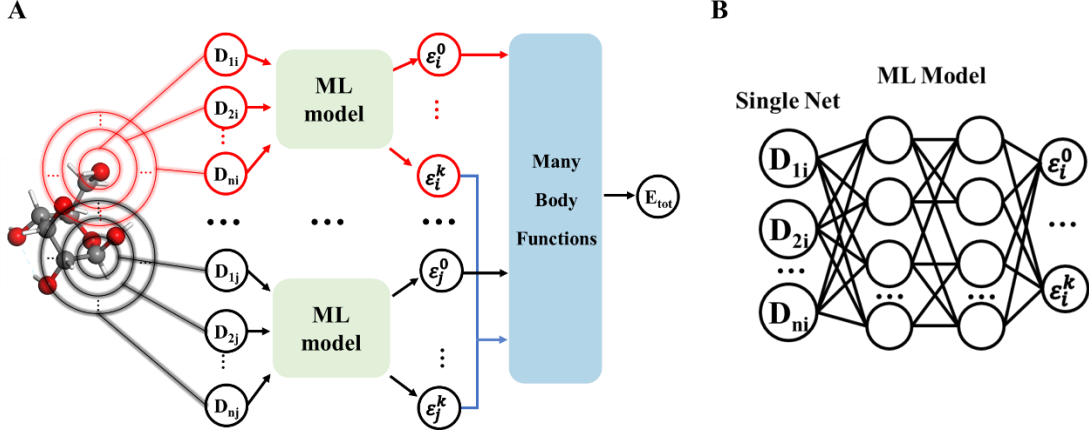 A
D1i
D2i
Dni
ML
model
εi0
εik
D1j
D2j
Dnj
ML
model
εj0
εjk
Many
Body
Functions
Etot
B
ML Model
Single Net
D1i
D2i
Dni
εi0
εik